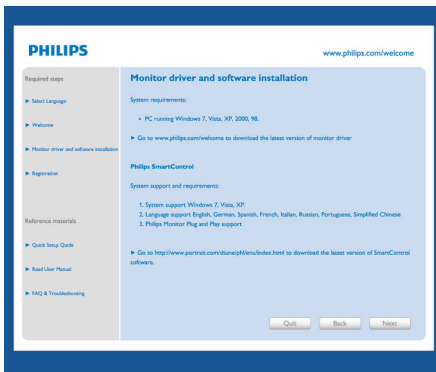 PHILIPS
www.philips.com/welcome
Required steps
► Select Language
► Welcome
► Monitor driver and software installation
► Registration
Reference materials
► Quick Setup Quide
► Read User Manual
► FAQ & Troubleshooting
Monitor driver and software installation
System requirements:
• PC running Windows 7, Vista, XP, 2000, 98.
► Go to www.philips.com/welcome to download the latest version of monitor driver
Philips SmartControl
System support and requirements:
1. System support Windows 7, Vista, XP.
2. Language support English, German, Spanish, French, Italian, Russian, Portuguese, Simplified Chinese
3. Philips Monitor Plug and Play support
► Go to http://www.portrait.com/dtune/phl/enu/index.html to download the latest version of SmartControl
software.
Quit
Back
Next